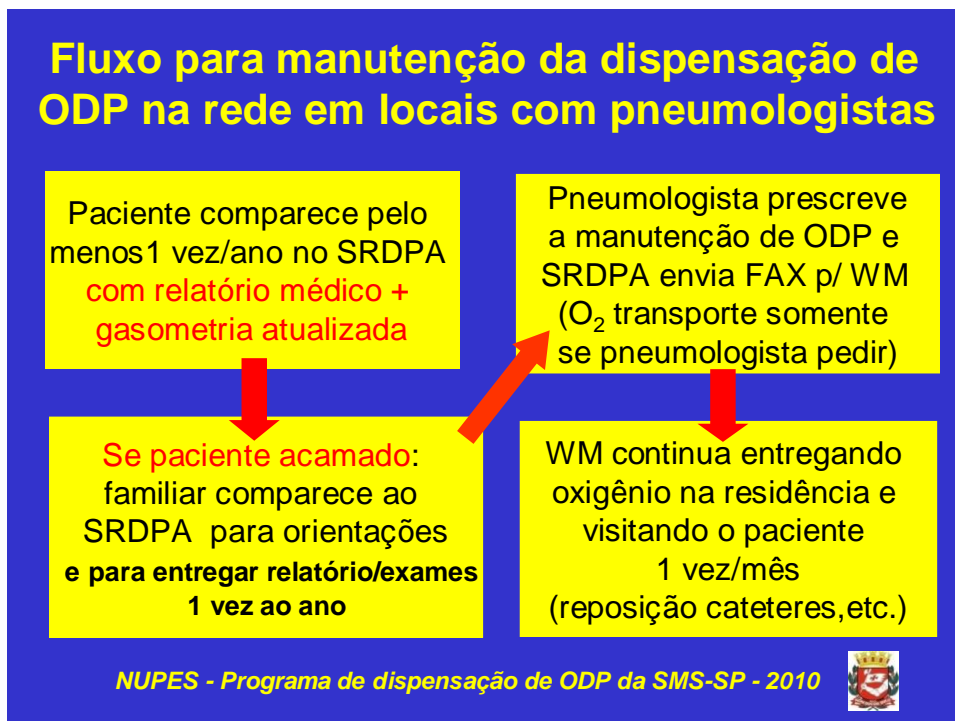 Fluxo para manutenção da dispensação de
ODP na rede em locais com pneumologistas
Paciente comparece pelo
menos1 vez/ano no SRDPA
com relatório médico +
gasometria atualizada
Se paciente acamado:
familiar comparece ao
SRDPA para orientações
e para entregar relatório/exames
1 vez ao ano
Pneumologista prescreve
a manutenção de ODP e
SRDPA envia FAX p/ WM
(O₂ transporte somente
se pneumologista pedir)
WM continua entregando
oxigênio na residência e
visitando o paciente
1 vez/mês
(reposição cateteres,etc.)
NUPES - Programa de dispensação de ODP da SMS-SP - 2010